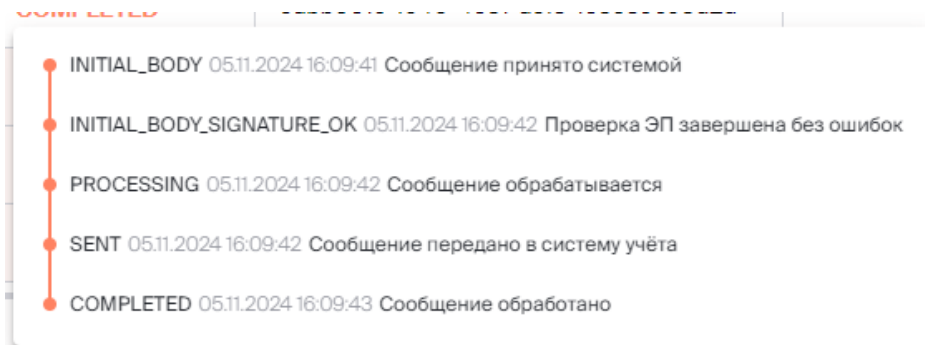 COMPLETED
INITIAL_BODY 05.11.2024 16:09:41 Сообщение принято системой
INITIAL_BODY_SIGNATURE_OK 05.11.2024 16:09:42 Проверка ЭП завершена без ошибок
PROCESSING 05.11.2024 16:09:42 Сообщение обрабатывается
SENT 05.11.2024 16:09:42 Сообщение передано в систему учёта
COMPLETED 05.11.2024 16:09:43 Сообщение обработано